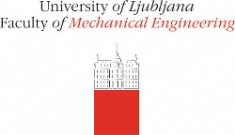 University of Ljubljana
Faculty of Mechanical Engineering